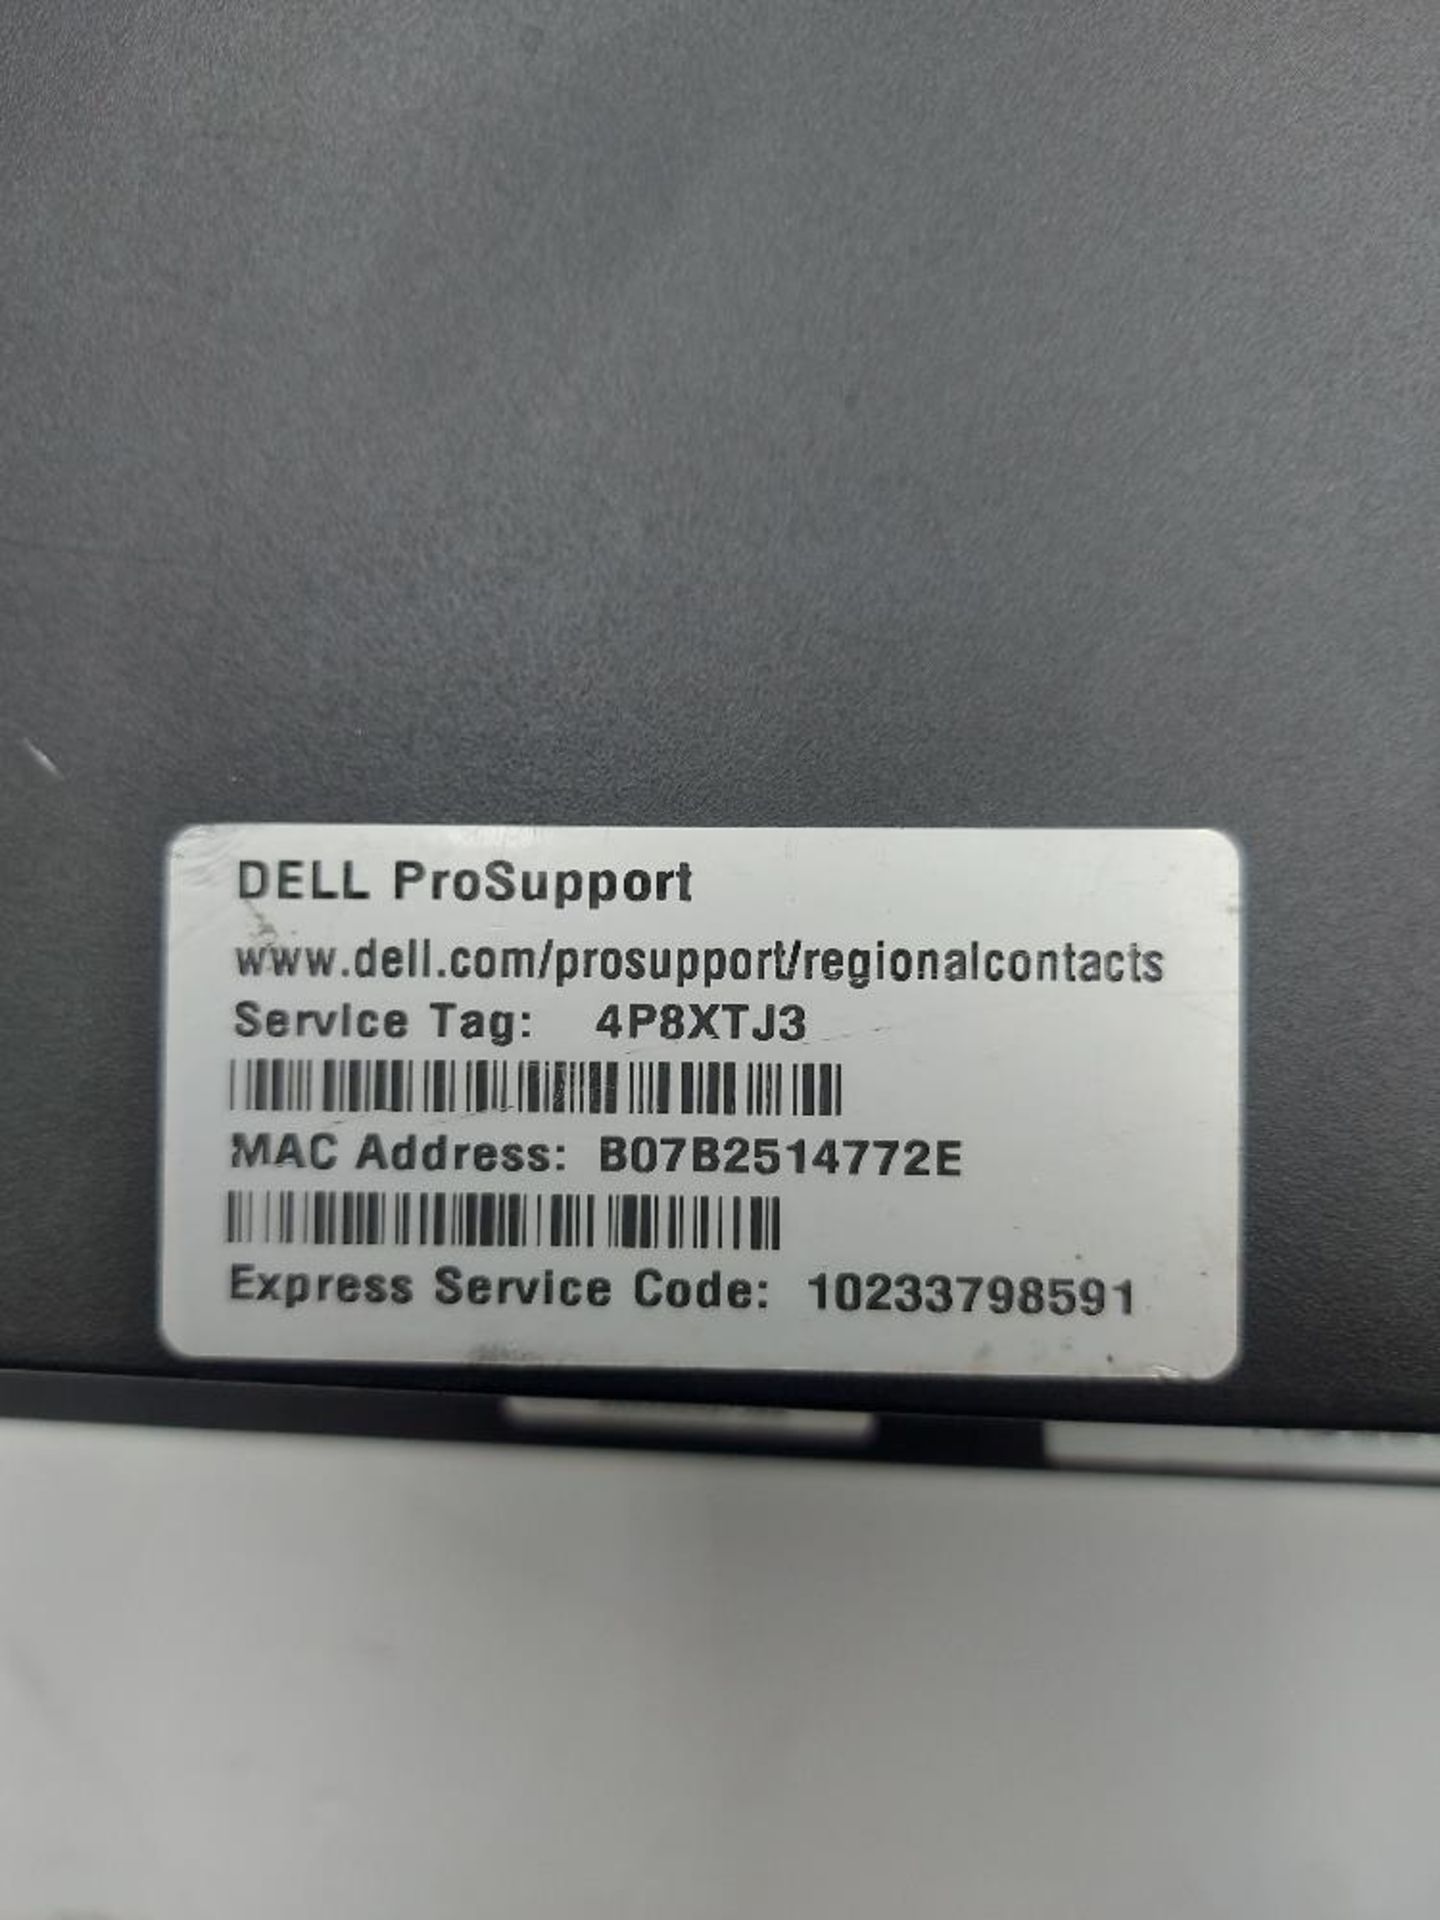 DELL ProSupport
www.dell.com/prosupport/regionalcontacts
Service Tag: 4P8XTJ3
MAC Address: B07B2514772E
Express Service Code: 10233798591